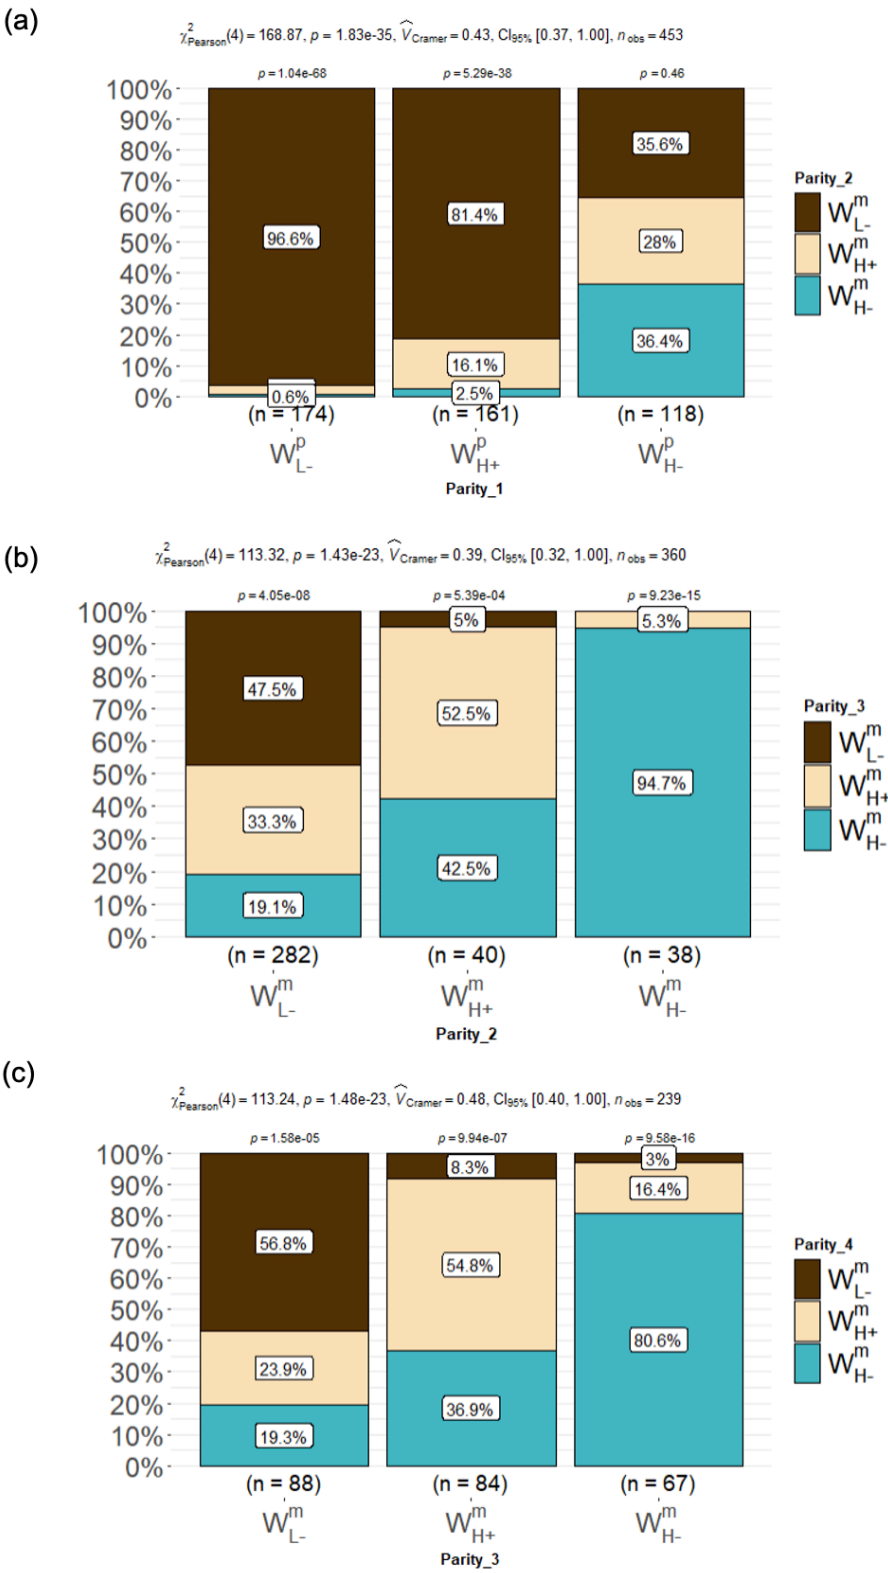 (a)
χ²Pearson(4) = 168.87, p = 1.83e-35, V̂Cramer = 0.43, CI95% [0.37, 1.00], nobs = 453
p = 1.04e-68 p = 5.29e-38 p = 0.46
100%
90%
80%
70%
60%
50%
40%
30%
20%
10%
0%
96.6%
0.6%
81.4%
16.1%
2.5%
35.6%
28%
36.4%
(n = 174) (n = 161) (n = 118)
W^p_L- W^p_H+ W^p_H-
Parity_1
Parity_2
W^m_L-
W^m_H+
W^m_H-
(b)
χ²Pearson(4) = 113.32, p = 1.43e-23, V̂Cramer = 0.39, CI95% [0.32, 1.00], nobs = 360
p = 4.05e-08 p = 5.39e-04 p = 9.23e-15
100%
90%
80%
70%
60%
50%
40%
30%
20%
10%
0%
47.5%
33.3%
19.1%
5%
52.5%
42.5%
5.3%
94.7%
(n = 282) (n = 40) (n = 38)
W^m_L- W^m_H+ W^m_H-
Parity_2
Parity_3
W^m_L-
W^m_H+
W^m_H-
(c)
χ²Pearson(4) = 113.24, p = 1.48e-23, V̂Cramer = 0.48, CI95% [0.40, 1.00], nobs = 239
p = 1.58e-05 p = 9.94e-07 p = 9.58e-16
100%
90%
80%
70%
60%
50%
40%
30%
20%
10%
0%
56.8%
23.9%
19.3%
8.3%
54.8%
36.9%
3%
16.4%
80.6%
(n = 88) (n = 84) (n = 67)
W^m_L- W^m_H+ W^m_H-
Parity_3
Parity_4
W^m_L-
W^m_H+
W^m_H-